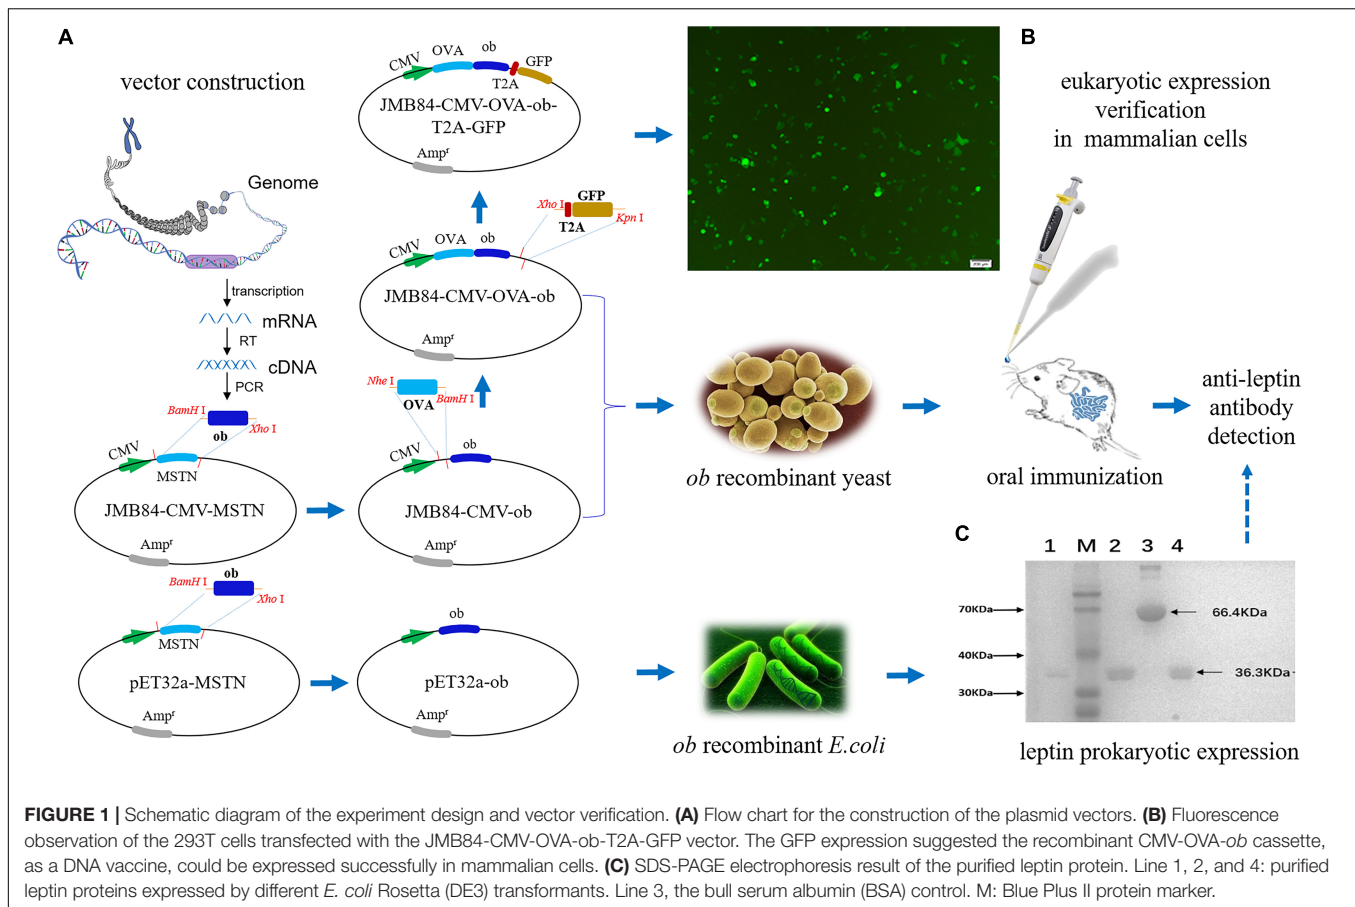 A
vector construction
Genome
transcription
mRNA
RT
cDNA
PCR
BamH I
ob
Xho I
CMV
MSTN
JMB84-CMV-MSTN
Ampʳ
BamH I
ob
Xho I
MSTN
pET32a-MSTN
Ampʳ
CMV
OVA
ob
T2A
GFP
JMB84-CMV-OVA-ob-
T2A-GFP
Ampʳ
Xho I
GFP
T2A
Kpn I
CMV
OVA
ob
JMB84-CMV-OVA-ob
Ampʳ
Nhe I
OVA
BamH I
CMV
ob
JMB84-CMV-ob
Ampʳ
ob
pET32a-ob
Ampʳ
B
eukaryotic expression
verification
in mammalian cells
ob recombinant yeast
oral immunization
anti-leptin
antibody
detection
ob recombinant E.coli
C
1 M 2 3 4
70KDa
66.4KDa
40KDa
36.3KDa
30KDa
leptin prokaryotic expression
FIGURE 1 | Schematic diagram of the experiment design and vector verification. (A) Flow chart for the construction of the plasmid vectors. (B) Fluorescence
observation of the 293T cells transfected with the JMB84-CMV-OVA-ob-T2A-GFP vector. The GFP expression suggested the recombinant CMV-OVA-ob cassette,
as a DNA vaccine, could be expressed successfully in mammalian cells. (C) SDS-PAGE electrophoresis result of the purified leptin protein. Line 1, 2, and 4: purified
leptin proteins expressed by different E. coli Rosetta (DE3) transformants. Line 3, the bull serum albumin (BSA) control. M: Blue Plus II protein marker.